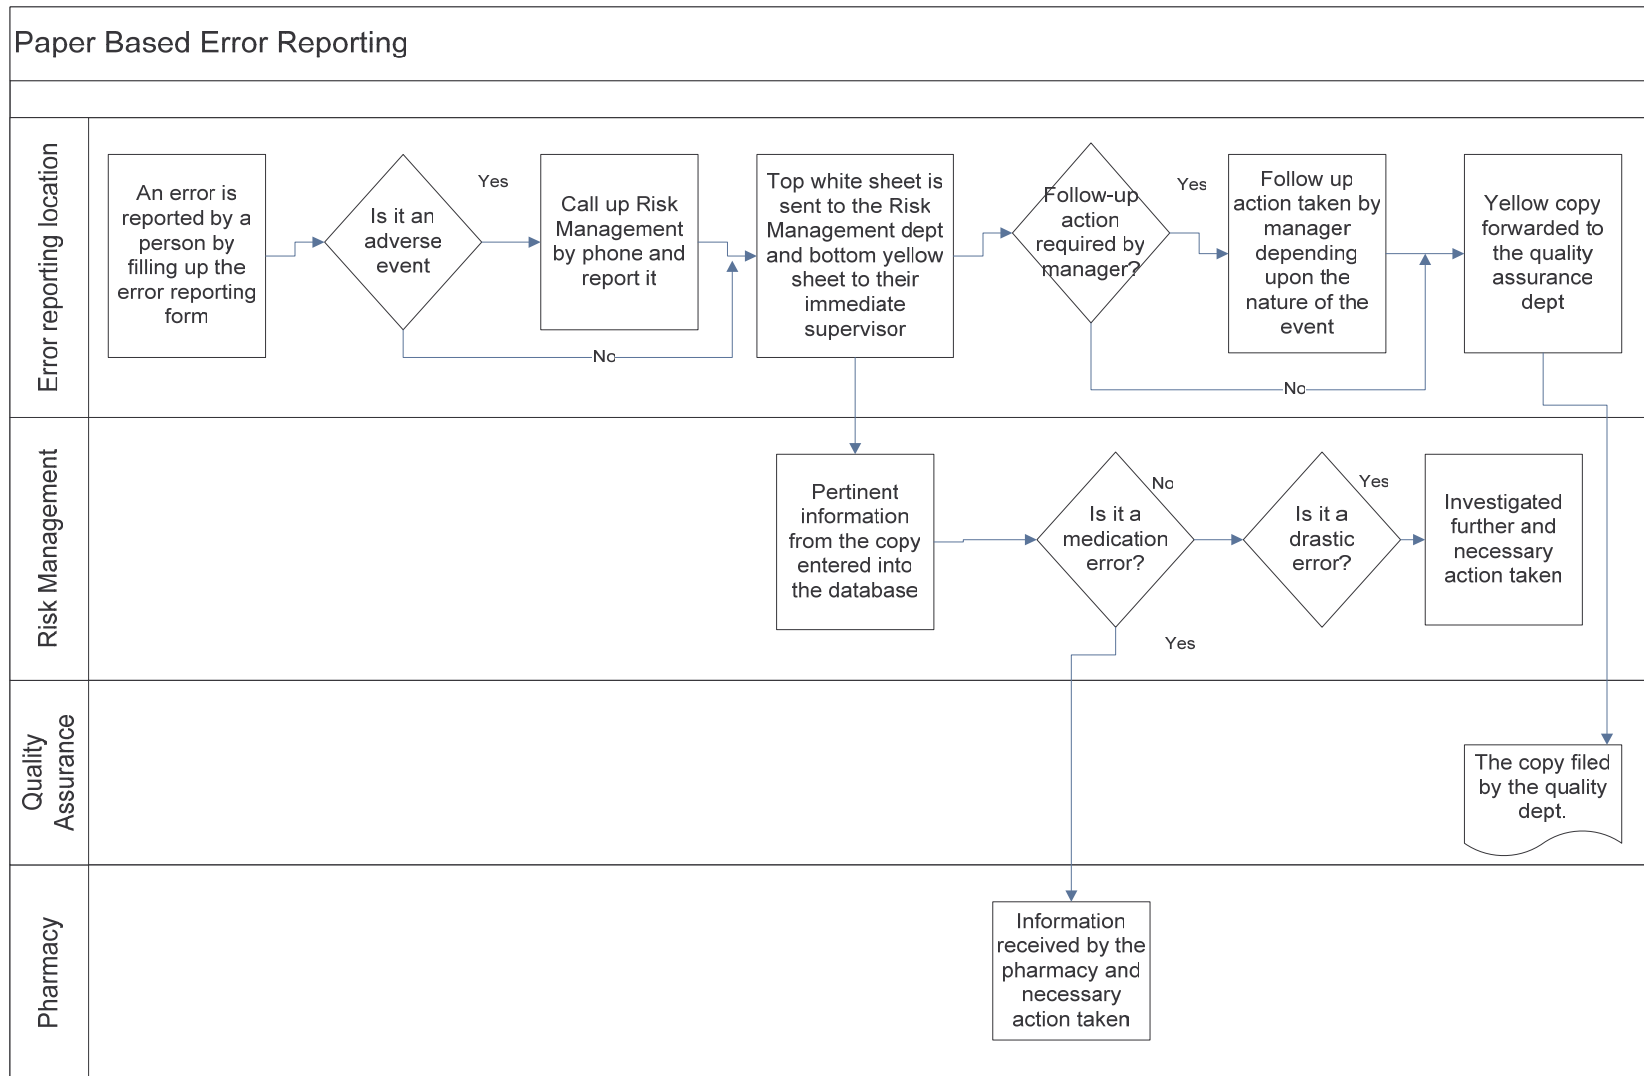 Paper Based Error Reporting
Error reporting location
An error is
reported by a
person by
filling up the
error reporting
form
Is it an
adverse
event
Yes
No
Call up Risk
Management
by phone and
report it
Top white sheet is
sent to the Risk
Management dept
and bottom yellow
sheet to their
immediate
supervisor
Follow-up
action
required by
manager?
Yes
No
Follow up
action taken by
manager
depending
upon the
nature of the
event
Yellow copy
forwarded to
the quality
assurance
dept
Risk Management
Pertinent
information
from the copy
entered into
the database
Is it a
medication
error?
No
Yes
Is it a
drastic
error?
Yes
Investigated
further and
necessary
action taken
Quality
Assurance
The copy filed
by the quality
dept.
Pharmacy
Information
received by the
pharmacy and
necessary
action taken